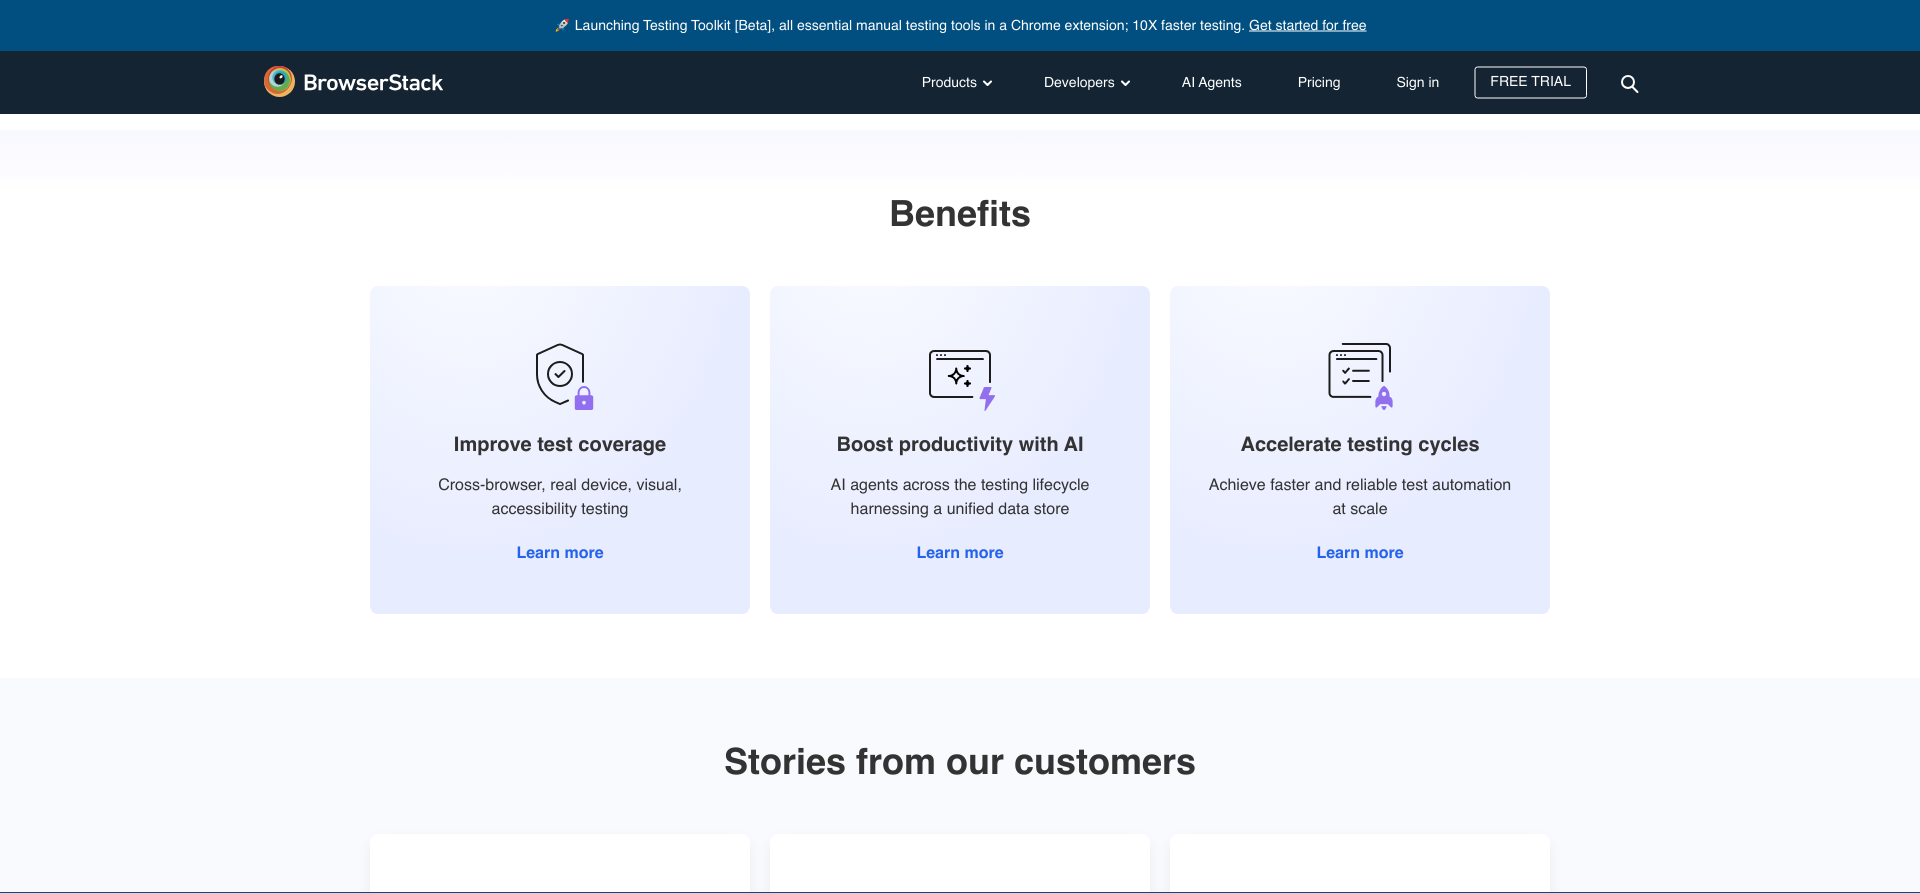 🚀 Launching Testing Toolkit [Beta], all essential manual testing tools in a Chrome extension; 10X faster testing. Get started for free
BrowserStack
Products
Developers
AI Agents
Pricing
Sign in
FREE TRIAL
Benefits
Improve test coverage
Cross-browser, real device, visual,
accessibility testing
Learn more
Boost productivity with AI
AI agents across the testing lifecycle
harnessing a unified data store
Learn more
Accelerate testing cycles
Achieve faster and reliable test automation
at scale
Learn more
Stories from our customers